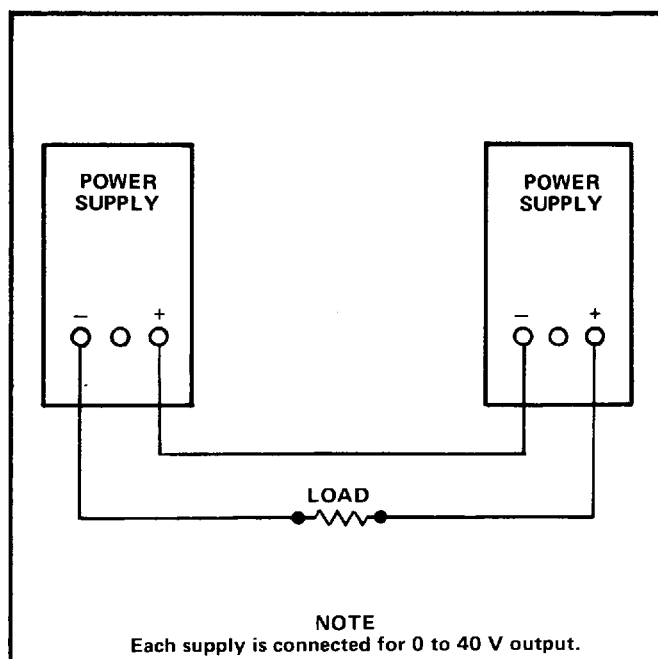 POWER SUPPLY
POWER SUPPLY
− +
− +
LOAD
NOTE
Each supply is connected for 0 to 40 V output.